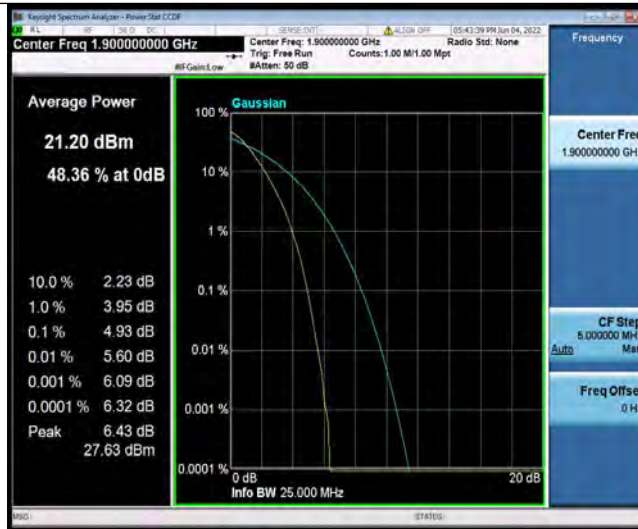 Keysight Spectrum Analyzer - Power Stat CCDF
RL RF 50 Ω DC SENSE:INT ALIGN OFF 05:43:39 PM Jun 04, 2022
Center Freq 1.900000000 GHz
Center Freq: 1.900000000 GHz Radio Std: None
Trig: Free Run Counts:1.00 M/1.00 Mpt
#IFGain:Low #Atten: 50 dB
Frequency
Average Power
21.20 dBm
48.36 % at 0dB
10.0 % 2.23 dB
1.0 % 3.95 dB
0.1 % 4.93 dB
0.01 % 5.60 dB
0.001 % 6.09 dB
0.0001 % 6.32 dB
Peak 6.43 dB
27.63 dBm
Gaussian
100 %
10 %
1 %
0.1 %
0.01 %
0.001 %
0.0001 %
0 dB 20 dB
Info BW 25.000 MHz
Center Freq
1.900000000 GH
CF Step
5.000000 MH
Auto Ma
Freq Offse
0 H
MSG STATUS